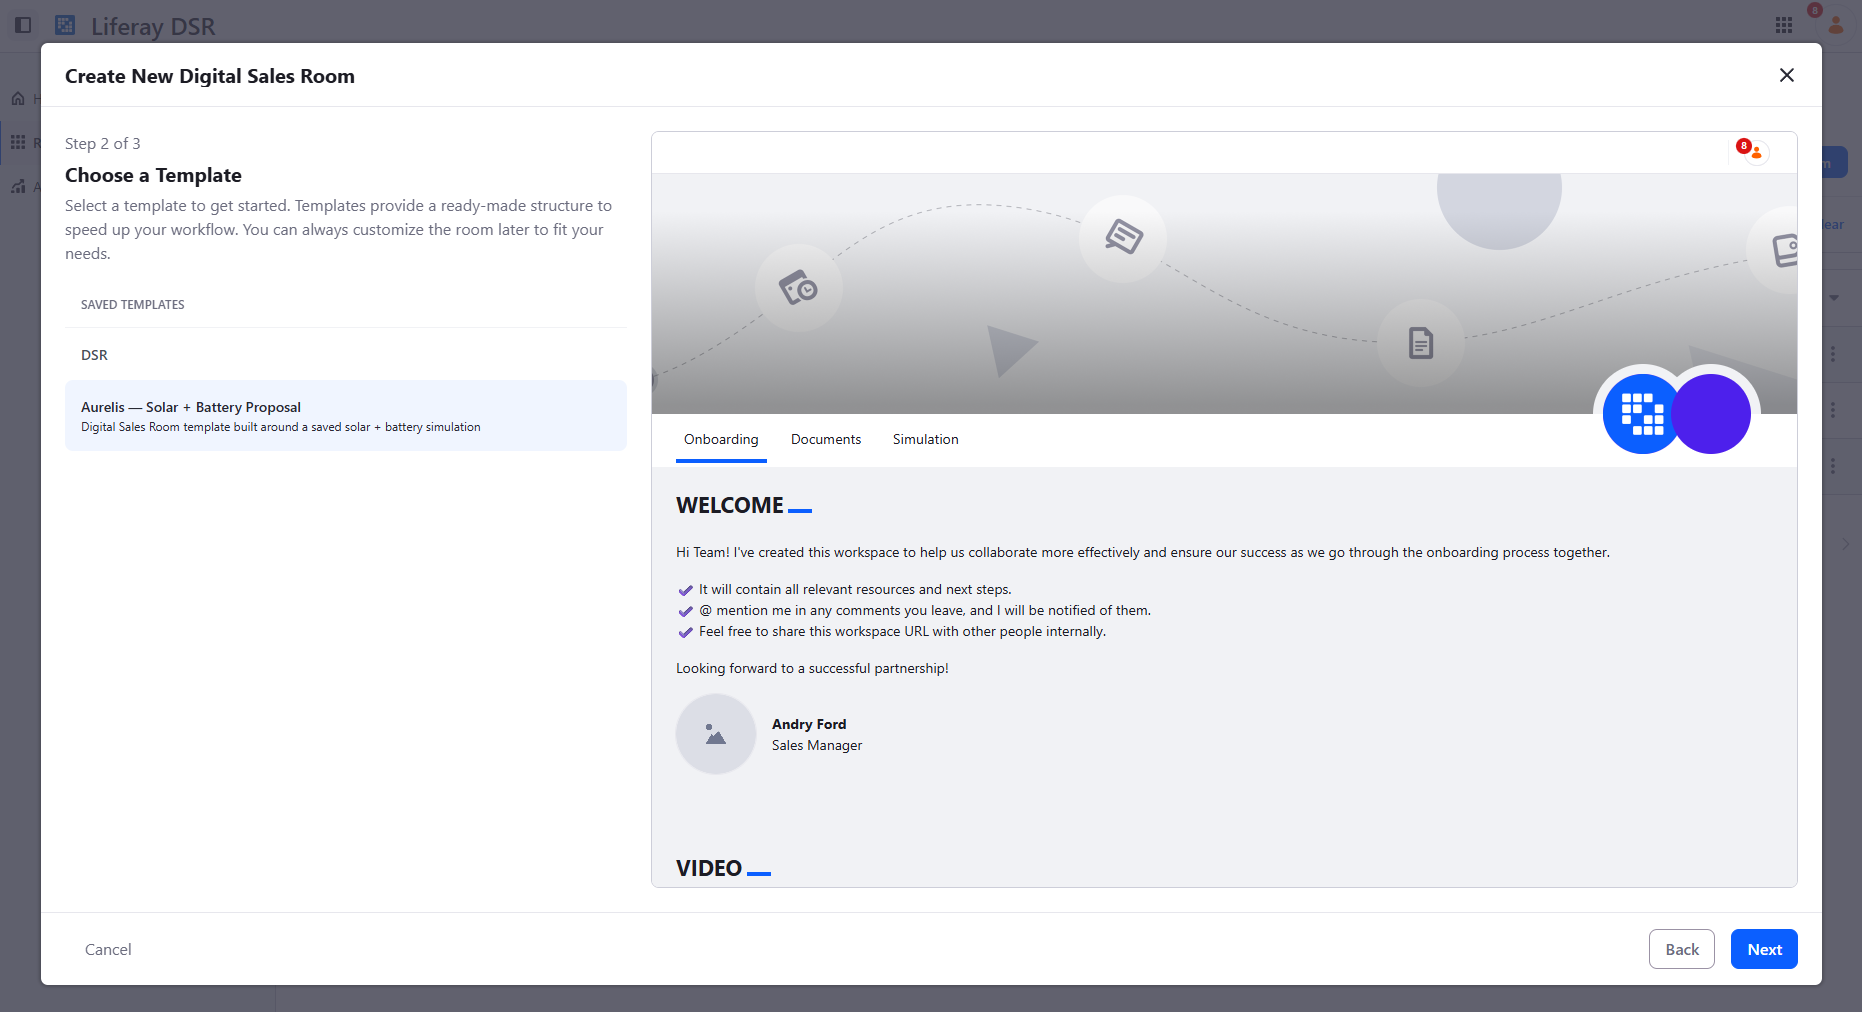 Liferay DSR
8
Create New Digital Sales Room
Step 2 of 3
Choose a Template
Select a template to get started. Templates provide a ready-made structure to
speed up your workflow. You can always customize the room later to fit your
needs.
SAVED TEMPLATES
DSR
Aurelis — Solar + Battery Proposal
Digital Sales Room template built around a saved solar + battery simulation
8
Onboarding
Documents
Simulation
WELCOME
Hi Team! I've created this workspace to help us collaborate more effectively and ensure our success as we go through the onboarding process together.
It will contain all relevant resources and next steps.
@ mention me in any comments you leave, and I will be notified of them.
Feel free to share this workspace URL with other people internally.
Looking forward to a successful partnership!
Andry Ford
Sales Manager
VIDEO
Cancel
Back
Next